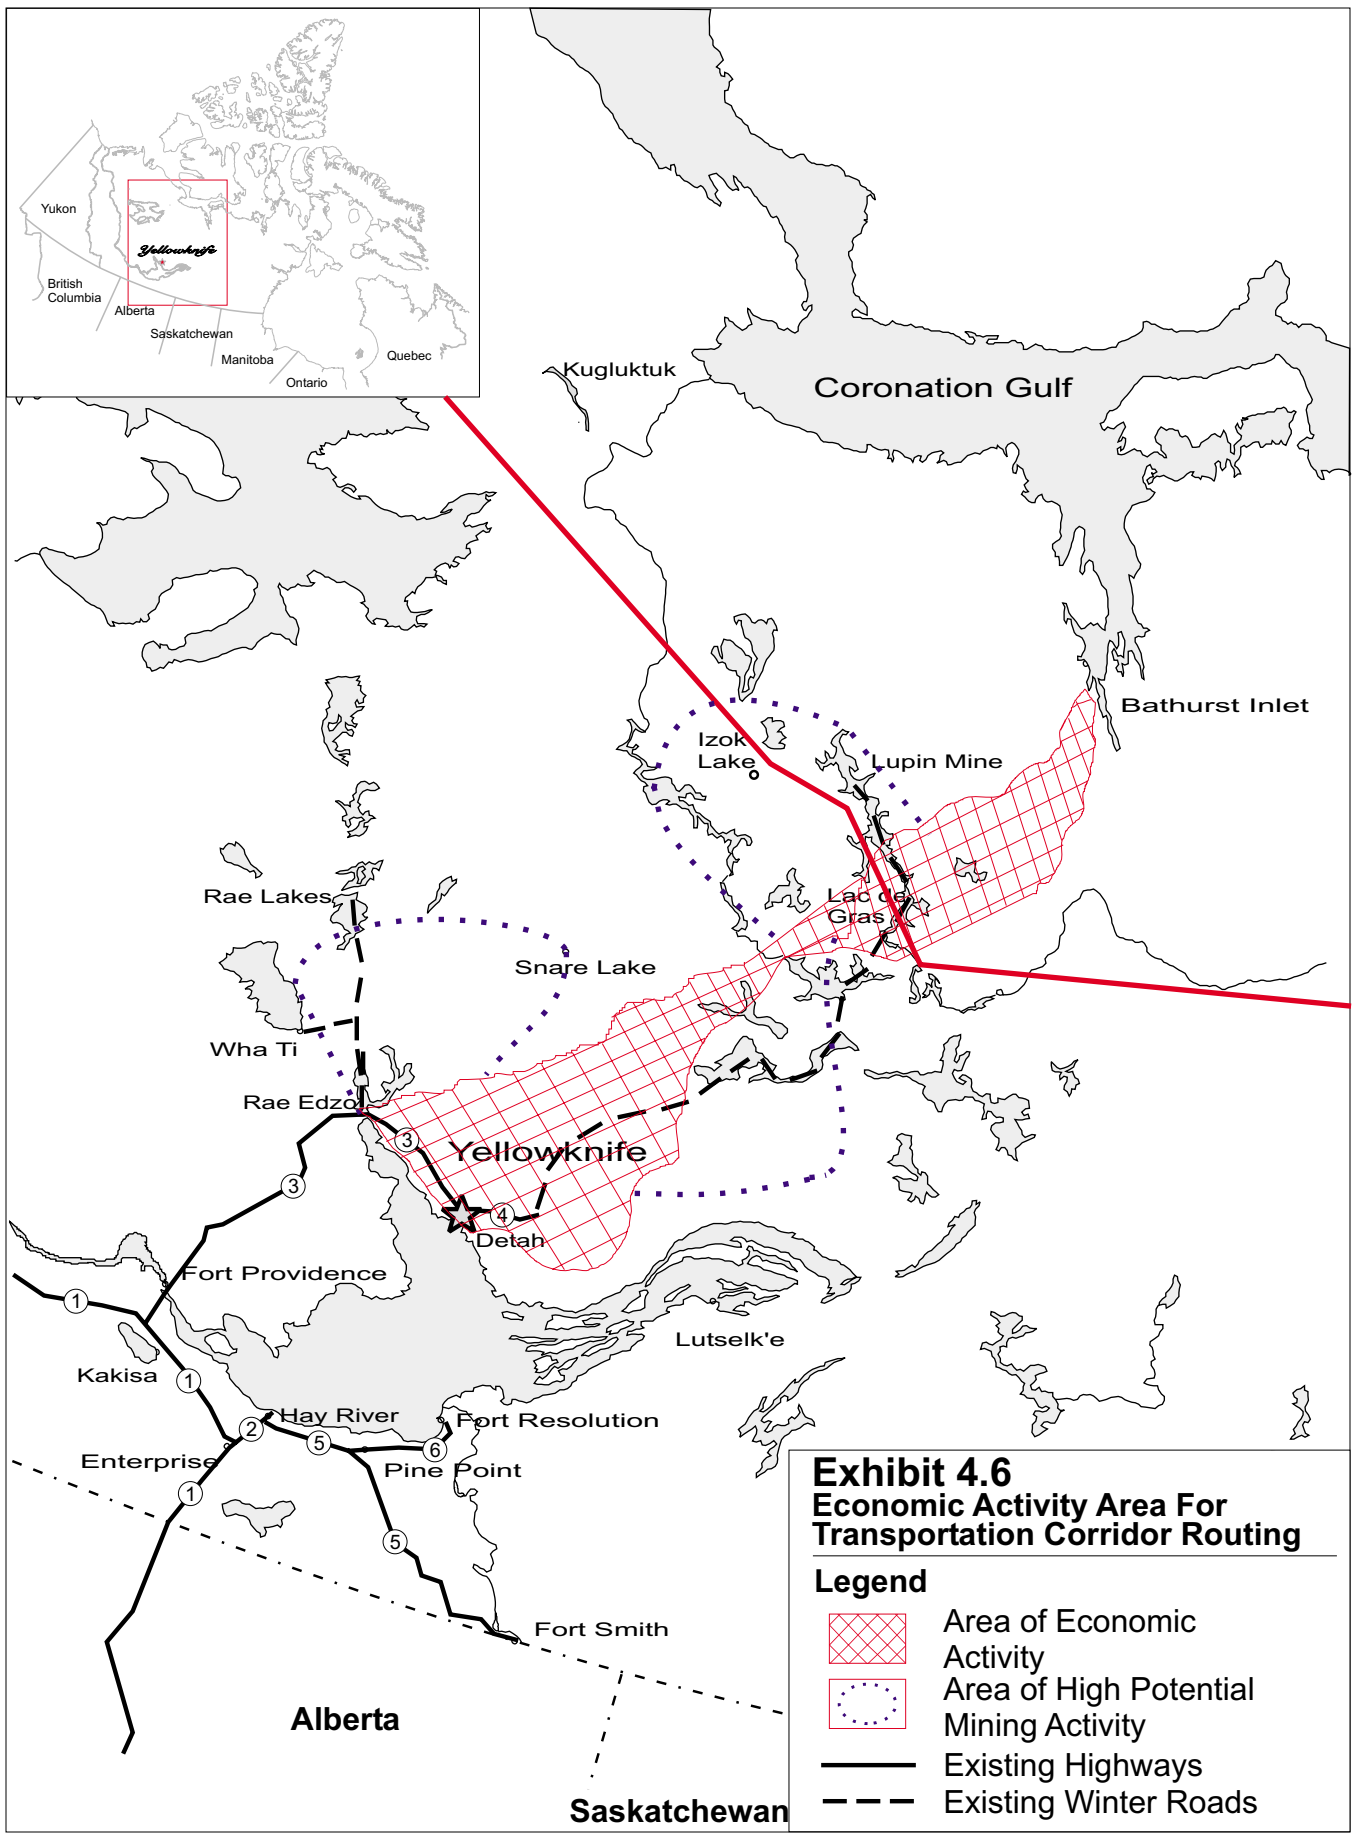 Yukon
Yellowknife
British
Columbia
Alberta
Saskatchewan
Manitoba
Ontario
Quebec
Kugluktuk
Coronation Gulf
Bathurst Inlet
Izok
Lake
Lupin Mine
Rae Lakes
Lac de
Gras
Snare Lake
Wha Ti
Rae Edzo
3
Yellowknife
3
4
Detah
Fort Providence
1
Lutselk'e
Kakisa
1
Hay River
Fort Resolution
2
5
6
Enterprise
Pine Point
1
5
Fort Smith
Alberta
Saskatchewan
Exhibit 4.6
Economic Activity Area For
Transportation Corridor Routing
Legend
Area of Economic
Activity
Area of High Potential
Mining Activity
Existing Highways
Existing Winter Roads